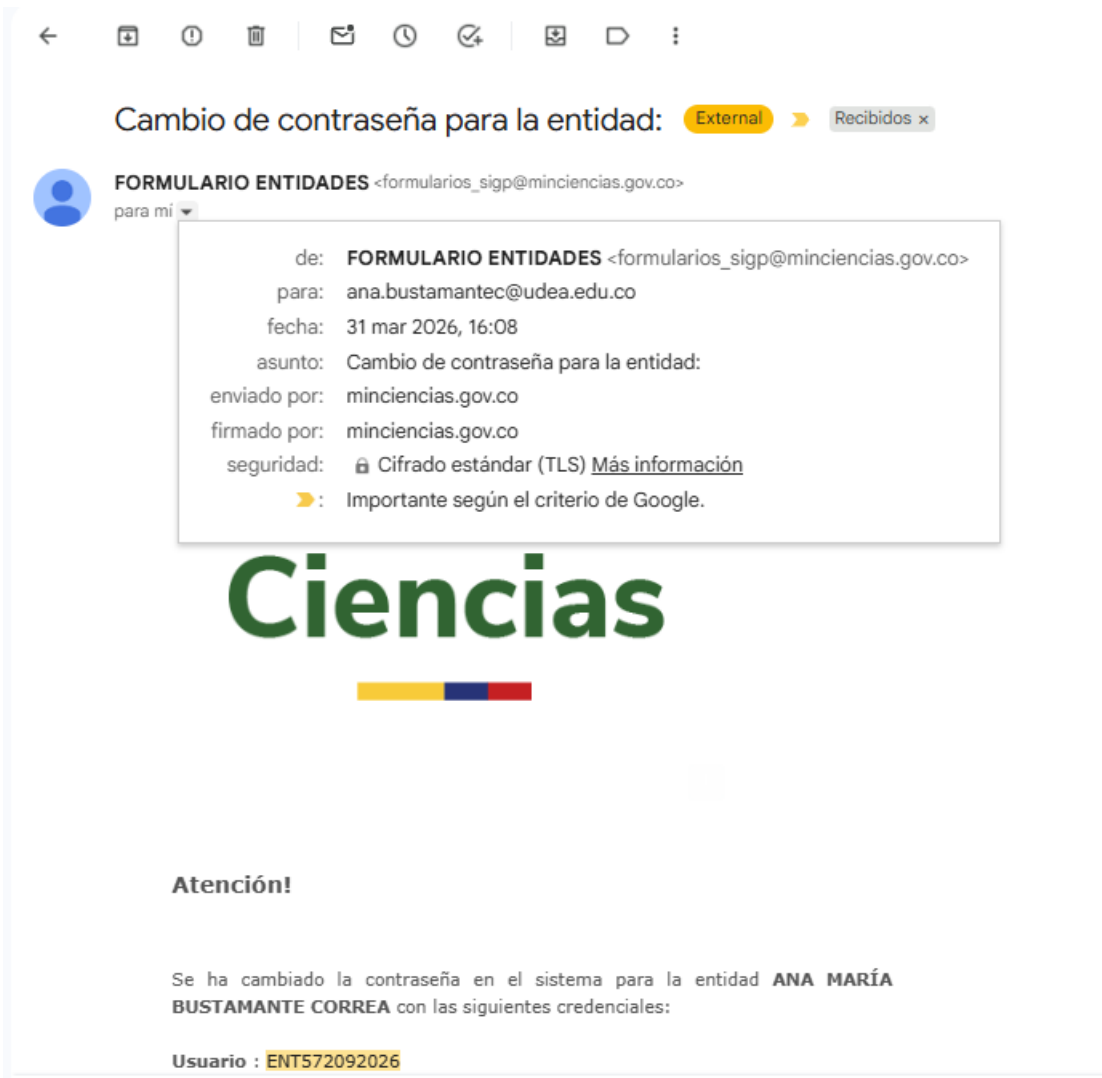 Cambio de contraseña para la entidad: External Recibidos x
FORMULARIO ENTIDADES <formularios_sigp@minciencias.gov.co>
para mí
de: FORMULARIO ENTIDADES <formularios_sigp@minciencias.gov.co>
para: ana.bustamantec@udea.edu.co
fecha: 31 mar 2026, 16:08
asunto: Cambio de contraseña para la entidad:
enviado por: minciencias.gov.co
firmado por: minciencias.gov.co
seguridad: Cifrado estándar (TLS) Más información
: Importante según el criterio de Google.
Ciencias
Atención!
Se ha cambiado la contraseña en el sistema para la entidad ANA MARÍA
BUSTAMANTE CORREA con las siguientes credenciales:
Usuario : ENT572092026